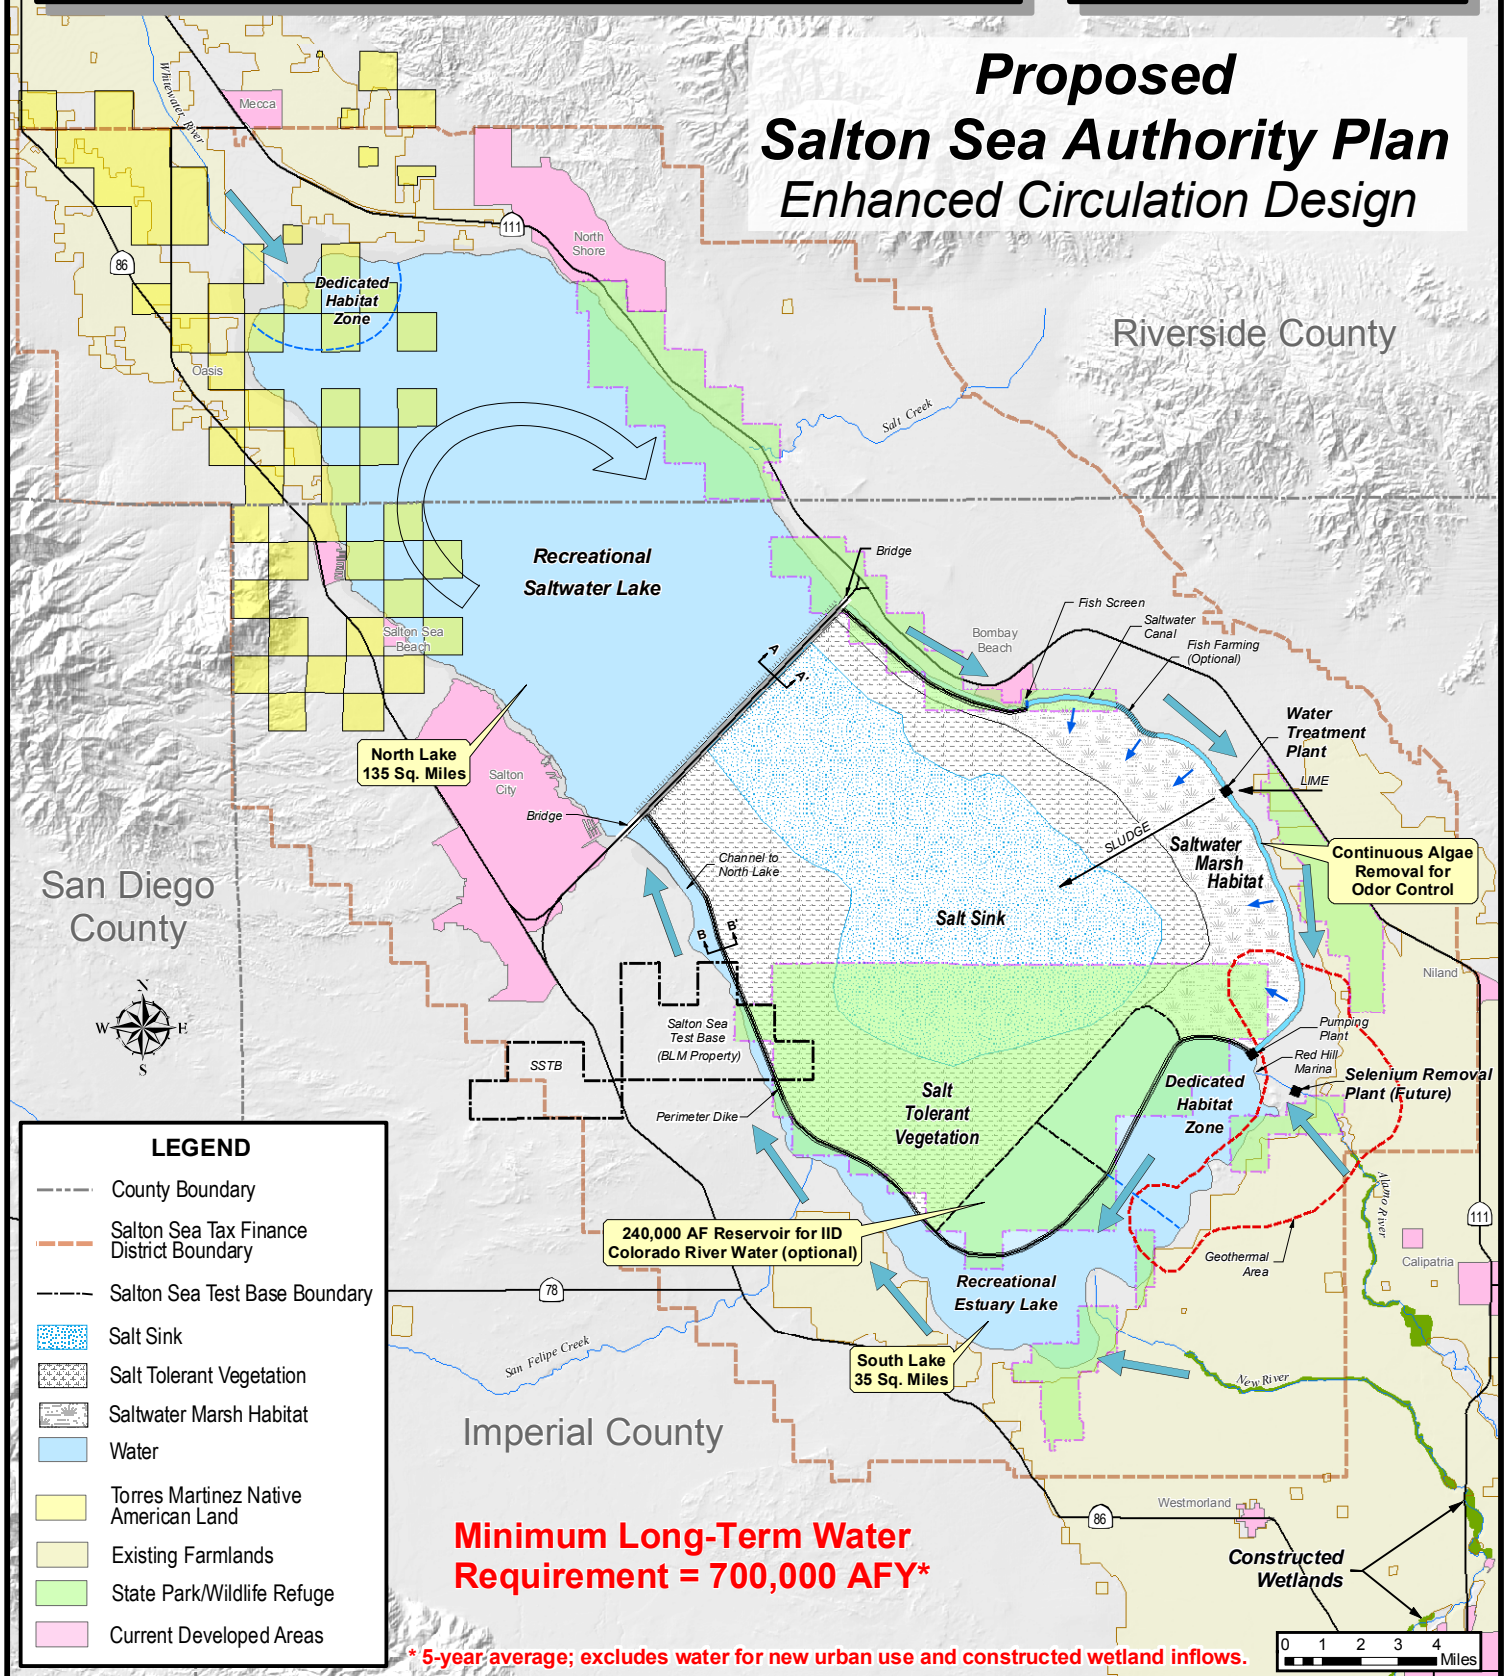 Proposed
Salton Sea Authority Plan
Enhanced Circulation Design
Whitewater River
Mecca
111
North
Shore
86
Dedicated
Habitat
Zone
Riverside County
Oasis
Salt Creek
Recreational
Saltwater Lake
Bridge
Fish Screen
Saltwater
Canal
Fish Farming
(Optional)
Bombay
Beach
Salton Sea
Beach
A
A'
Water
Treatment
Plant
LIME
North Lake
135 Sq. Miles
Salton
City
Bridge
SLUDGE
Saltwater
Marsh
Habitat
Continuous Algae
Removal for
Odor Control
Channel to
North Lake
San Diego
County
Salt Sink
B
B'
Niland
N
W
E
S
Salton Sea
Test Base
(BLM Property)
SSTB
Pumping
Plant
Red Hill
Marina
Selenium Removal
Plant (Future)
Perimeter Dike
Salt
Tolerant
Vegetation
Dedicated
Habitat
Zone
Alamo River
111
240,000 AF Reservoir for IID
Colorado River Water (optional)
Geothermal
Area
Calipatria
78
Recreational
Estuary Lake
San Felipe Creek
South Lake
35 Sq. Miles
New River
Imperial County
LEGEND
County Boundary
Salton Sea Tax Finance
District Boundary
Salton Sea Test Base Boundary
Salt Sink
Salt Tolerant Vegetation
Saltwater Marsh Habitat
Water
Torres Martinez Native
American Land
Existing Farmlands
State Park/Wildlife Refuge
Current Developed Areas
Westmorland
86
Minimum Long-Term Water
Requirement = 700,000 AFY*
Constructed
Wetlands
* 5-year average; excludes water for new urban use and constructed wetland inflows.
0 1 2 3 4
Miles